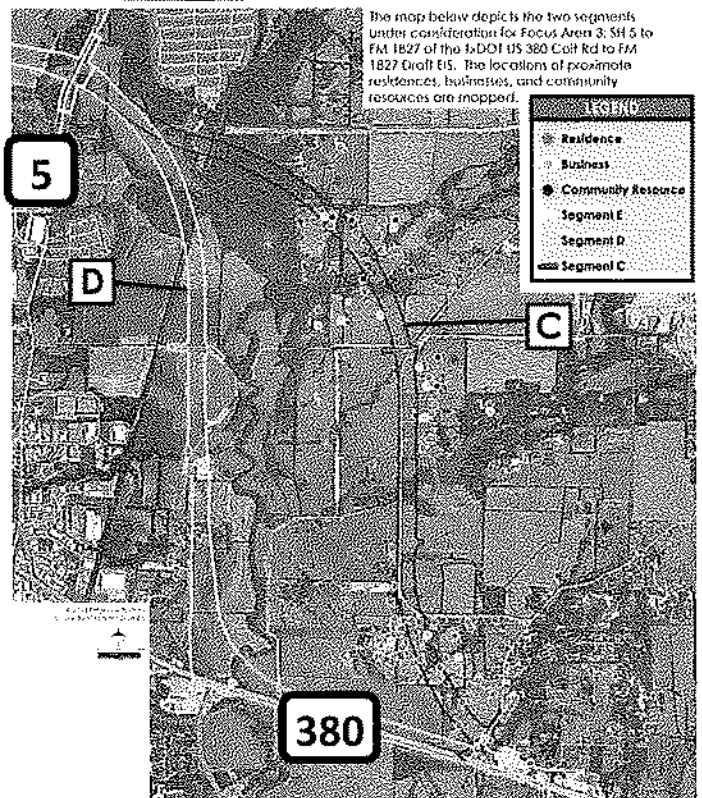 The map below depicts the two segments
under consideration for Focus Area 3: SH 5 to
FM 1827 of the TxDOT US 380 Coit Rd to FM
1827 Draft EIS. The locations of proximate
residences, businesses, and community
resources are mapped.
LEGEND
Residence
Business
Community Resource
Segment E
Segment D
Segment C
5
D
C
380